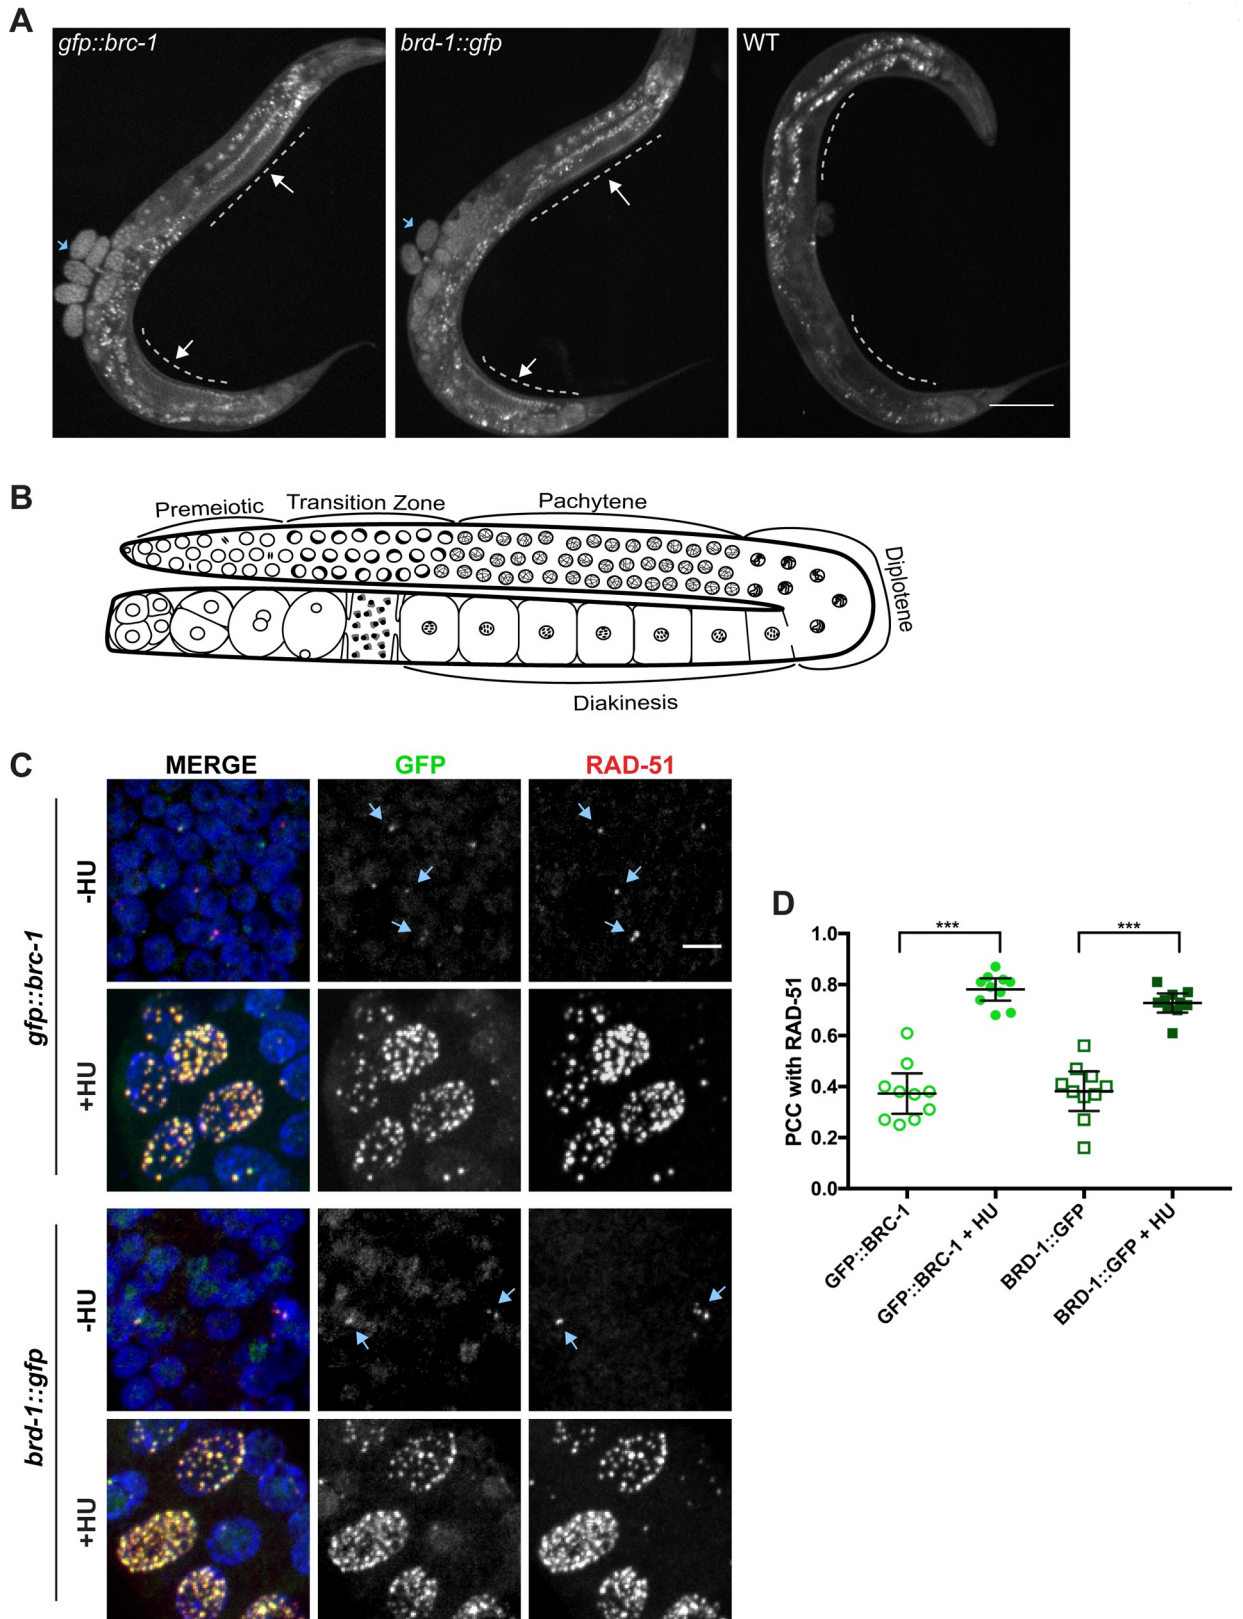 A
gfp::brc-1
brd-1::gfp
WT
B
Premeiotic
Transition Zone
Pachytene
Diplotene
Diakinesis
C
MERGE
GFP
RAD-51
gfp::brc-1
-HU
+HU
brd-1::gfp
-HU
+HU
D
***
***
PCC with RAD-51
1.0
0.8
0.6
0.4
0.2
0.0
GFP::BRC-1
GFP::BRC-1 + HU
BRD-1::GFP
BRD-1::GFP + HU